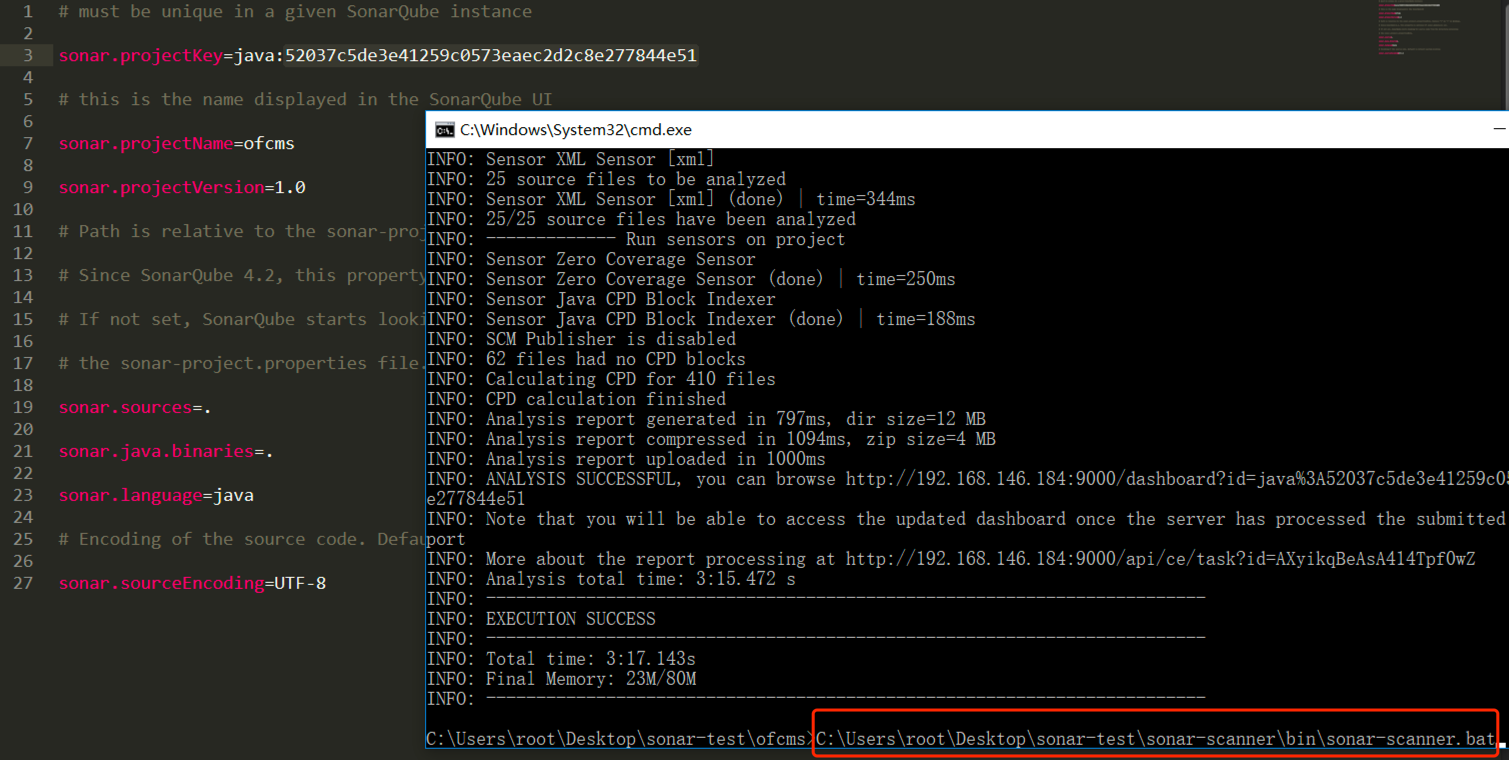 1 # must be unique in a given SonarQube instance
2
3 sonar.projectKey=java:52037c5de3e41259c0573eaec2d2c8e277844e51
4
5 # this is the name displayed in the SonarQube UI
6
7 sonar.projectName=ofcms
8
9 sonar.projectVersion=1.0
10
11 # Path is relative to the sonar-proj
12
13 # Since SonarQube 4.2, this property
14
15 # If not set, SonarQube starts looki
16
17 # the sonar-project.properties file.
18
19 sonar.sources=.
20
21 sonar.java.binaries=.
22
23 sonar.language=java
24
25 # Encoding of the source code. Defau
26
27 sonar.sourceEncoding=UTF-8
C:\Windows\System32\cmd.exe
INFO: Sensor XML Sensor [xml]
INFO: 25 source files to be analyzed
INFO: Sensor XML Sensor [xml] (done) | time=344ms
INFO: 25/25 source files have been analyzed
INFO: ------------- Run sensors on project
INFO: Sensor Zero Coverage Sensor
INFO: Sensor Zero Coverage Sensor (done) | time=250ms
INFO: Sensor Java CPD Block Indexer
INFO: Sensor Java CPD Block Indexer (done) | time=188ms
INFO: SCM Publisher is disabled
INFO: 62 files had no CPD blocks
INFO: Calculating CPD for 410 files
INFO: CPD calculation finished
INFO: Analysis report generated in 797ms, dir size=12 MB
INFO: Analysis report compressed in 1094ms, zip size=4 MB
INFO: Analysis report uploaded in 1000ms
INFO: ANALYSIS SUCCESSFUL, you can browse http://192.168.146.184:9000/dashboard?id=java%3A52037c5de3e41259c05
e277844e51
INFO: Note that you will be able to access the updated dashboard once the server has processed the submitted
port
INFO: More about the report processing at http://192.168.146.184:9000/api/ce/task?id=AXyikqBeAsA4l4Tpf0wZ
INFO: Analysis total time: 3:15.472 s
INFO: ------------------------------------------------------------------------
INFO: EXECUTION SUCCESS
INFO: ------------------------------------------------------------------------
INFO: Total time: 3:17.143s
INFO: Final Memory: 23M/80M
INFO: ------------------------------------------------------------------------
C:\Users\root\Desktop\sonar-test\ofcms>C:\Users\root\Desktop\sonar-test\sonar-scanner\bin\sonar-scanner.bat